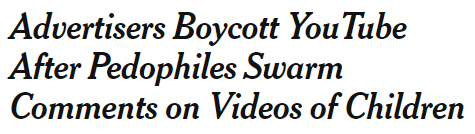 Advertisers Boycott YouTube
After Pedophiles Swarm
Comments on Videos of Children